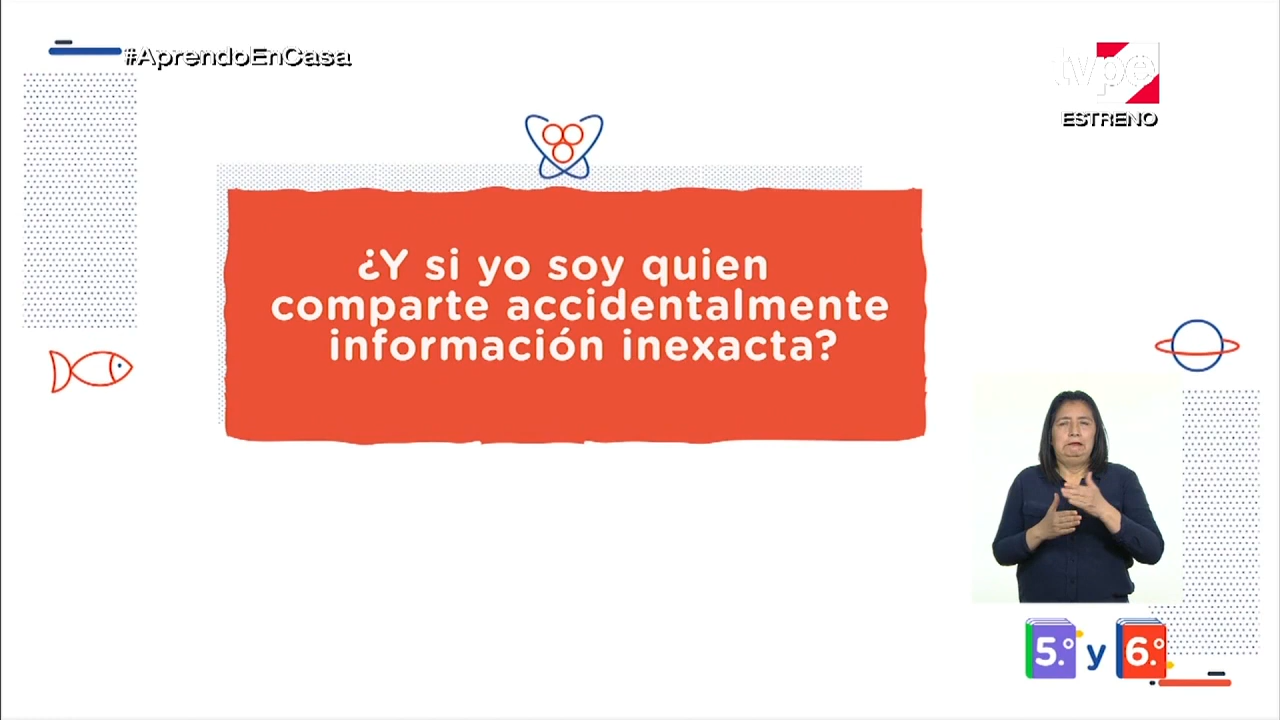 #AprendoEnCasa
tvpe
ESTRENO
¿Y si yo soy quien
comparte accidentalmente
información inexacta?
5.º y 6.º